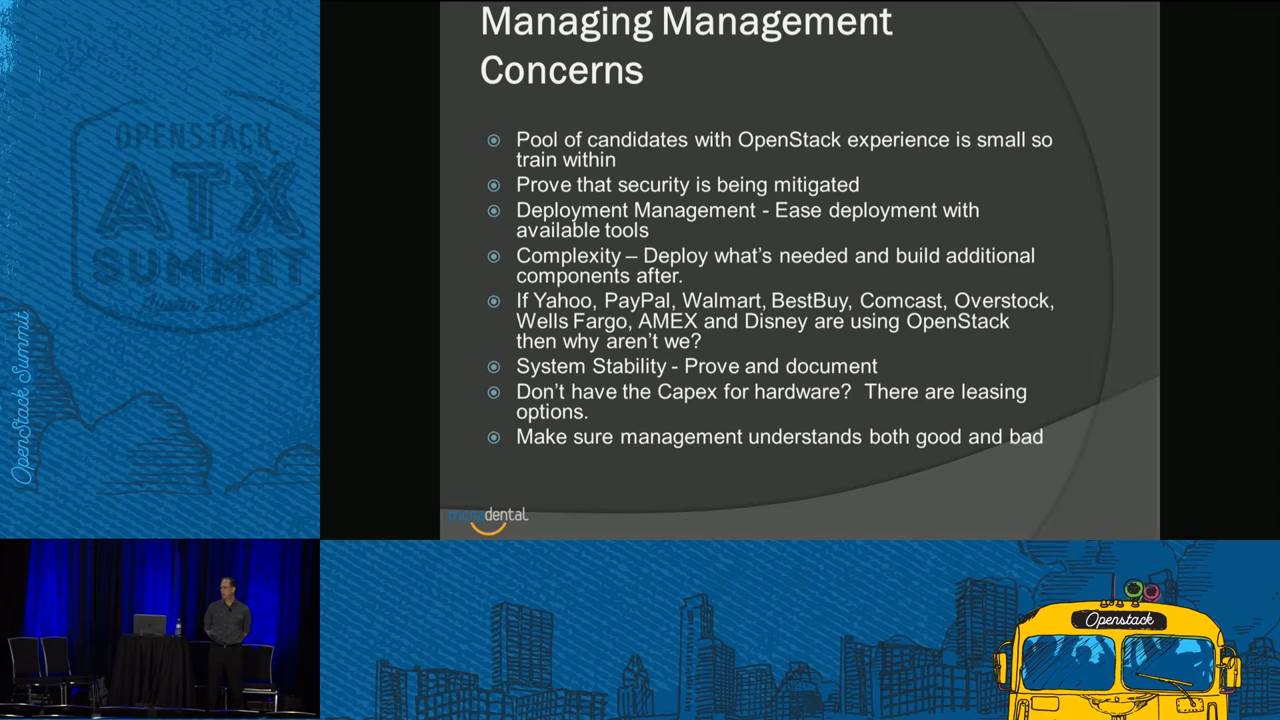 Managing Management
Concerns
Pool of candidates with OpenStack experience is small so
train within
Prove that security is being mitigated
Deployment Management - Ease deployment with
available tools
Complexity – Deploy what's needed and build additional
components after.
If Yahoo, PayPal, Walmart, BestBuy, Comcast, Overstock,
Wells Fargo, AMEX and Disney are using OpenStack
then why aren't we?
System Stability - Prove and document
Don't have the Capex for hardware?  There are leasing
options.
Make sure management understands both good and bad
mcnadental
OPENSTACK
ATX
SUMMIT
Austin 2016
OpenStack Summit
Openstack